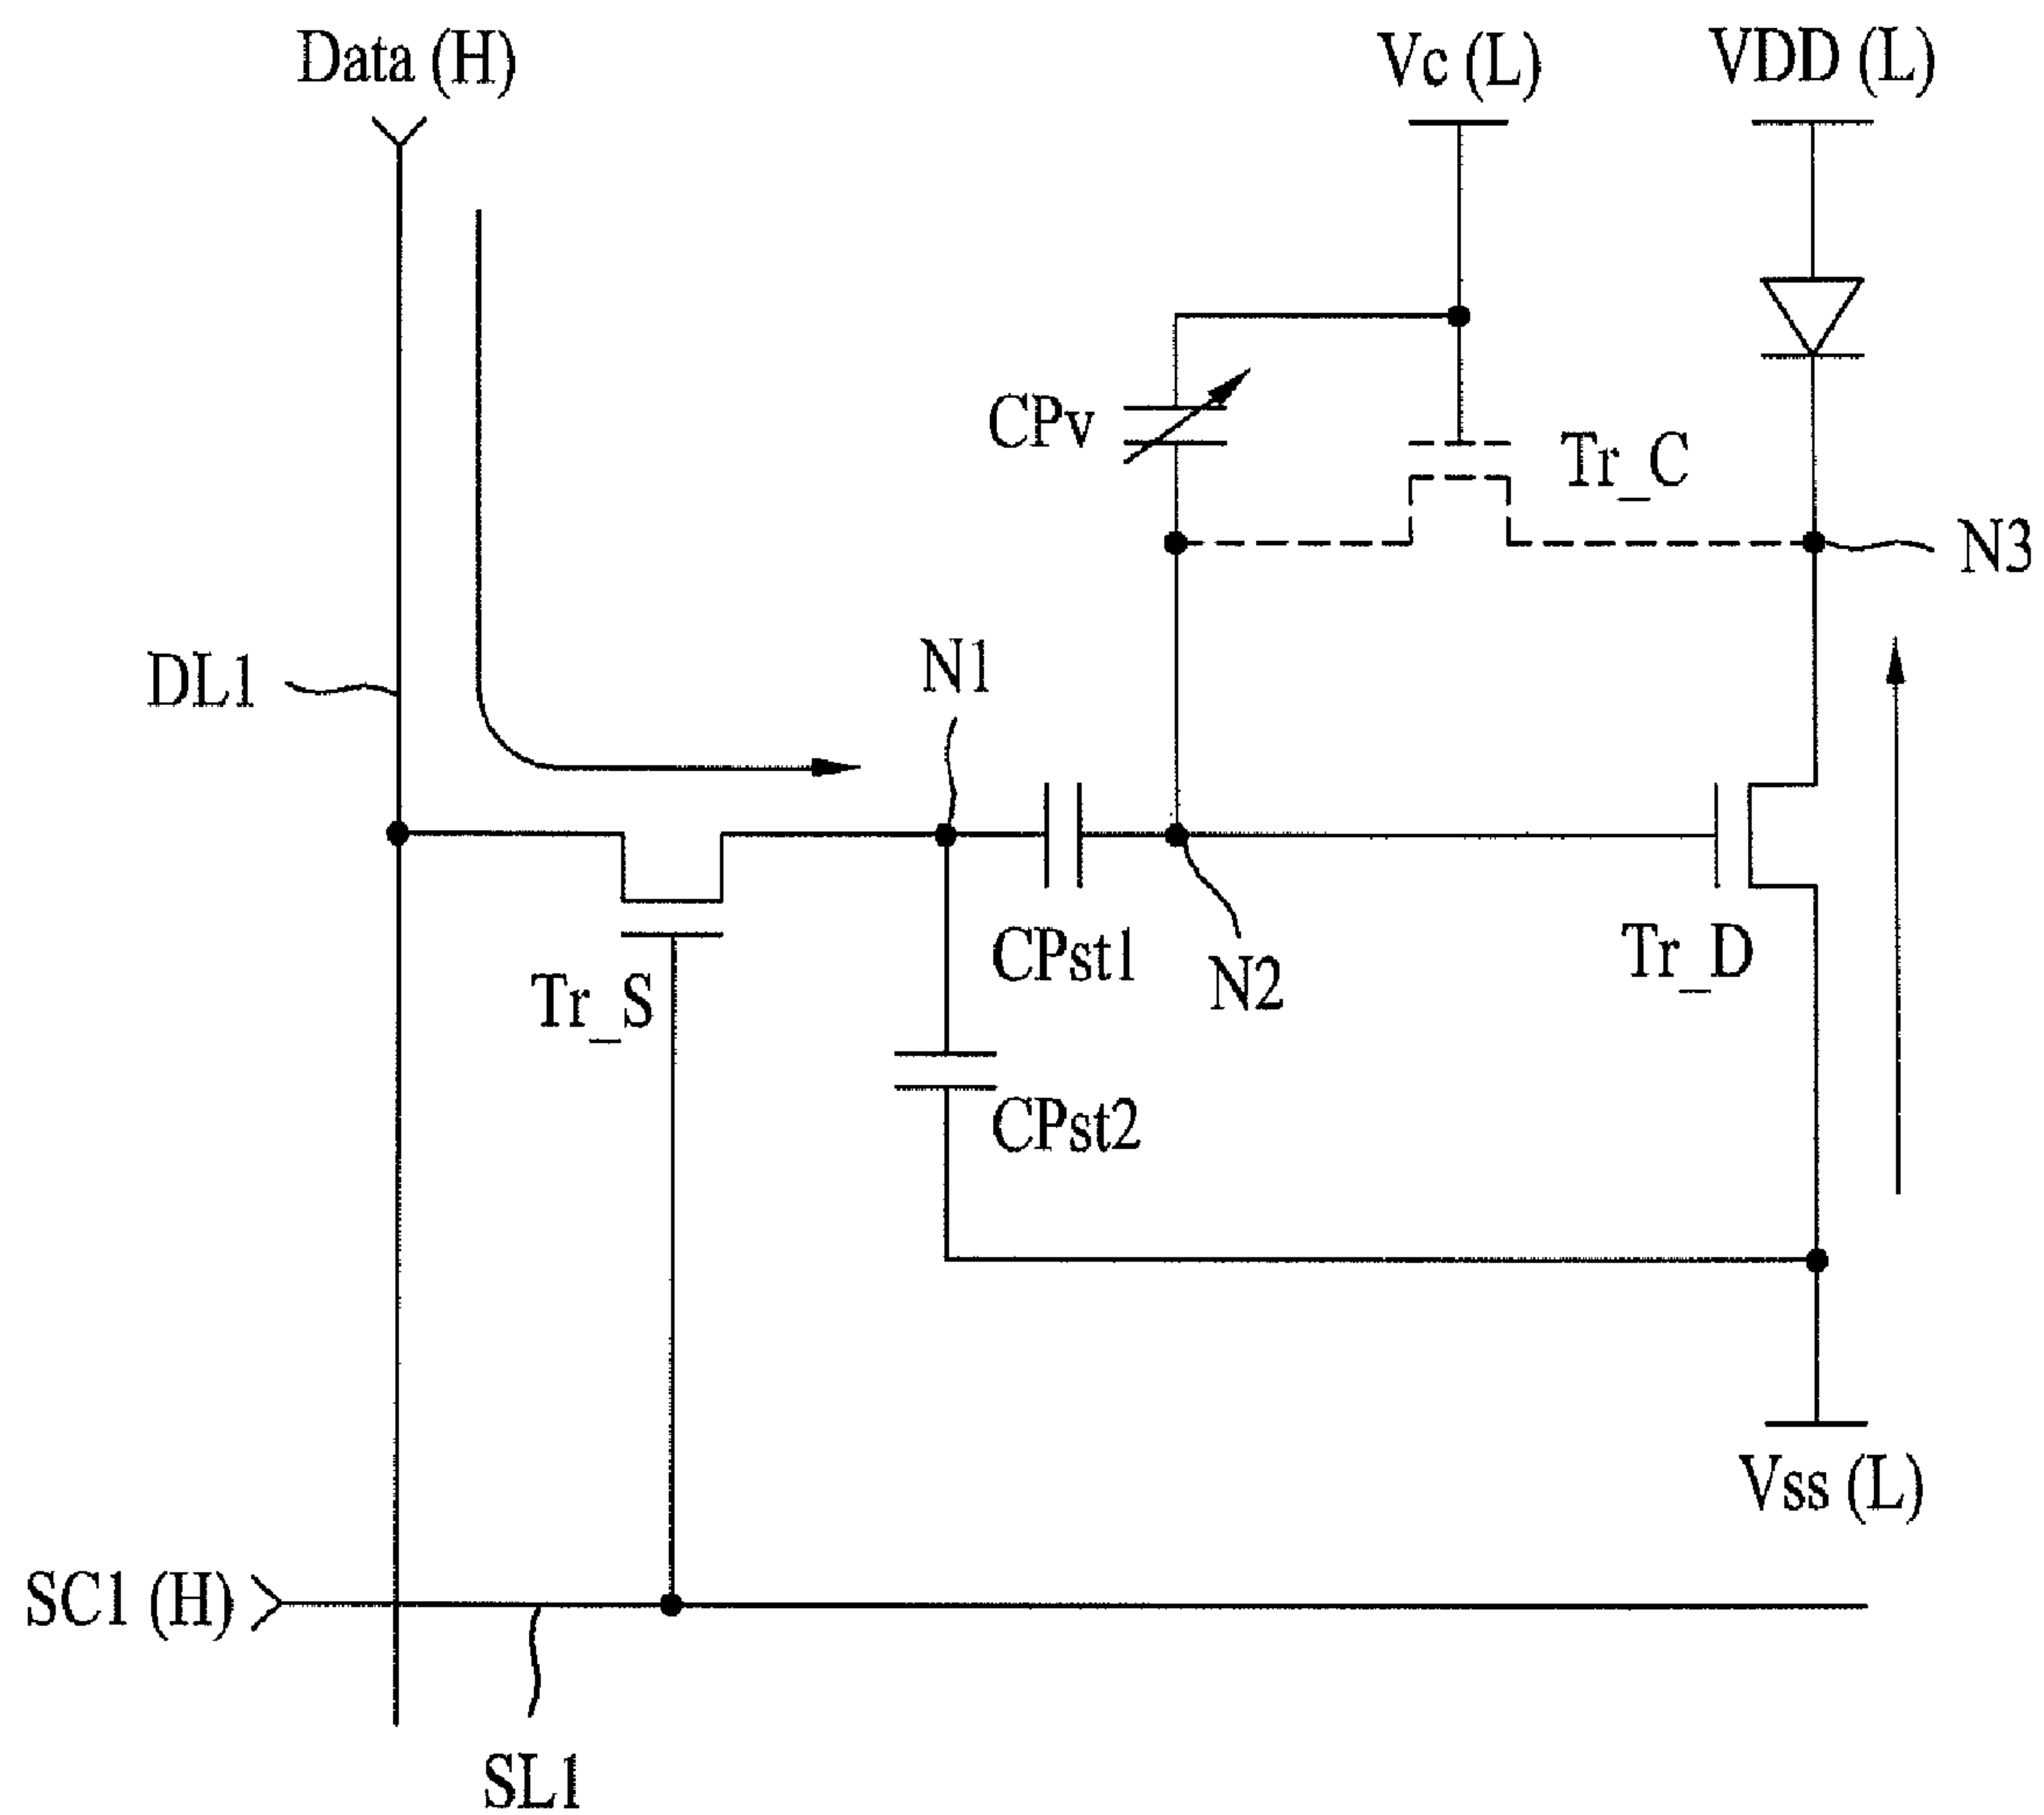 Data (H)
Vc (L)
VDD (L)
CPv
Tr_C
N3
N1
DL1
CPst1
N2
Tr_D
Tr_S
CPst2
Vss (L)
SC1 (H)
SL1